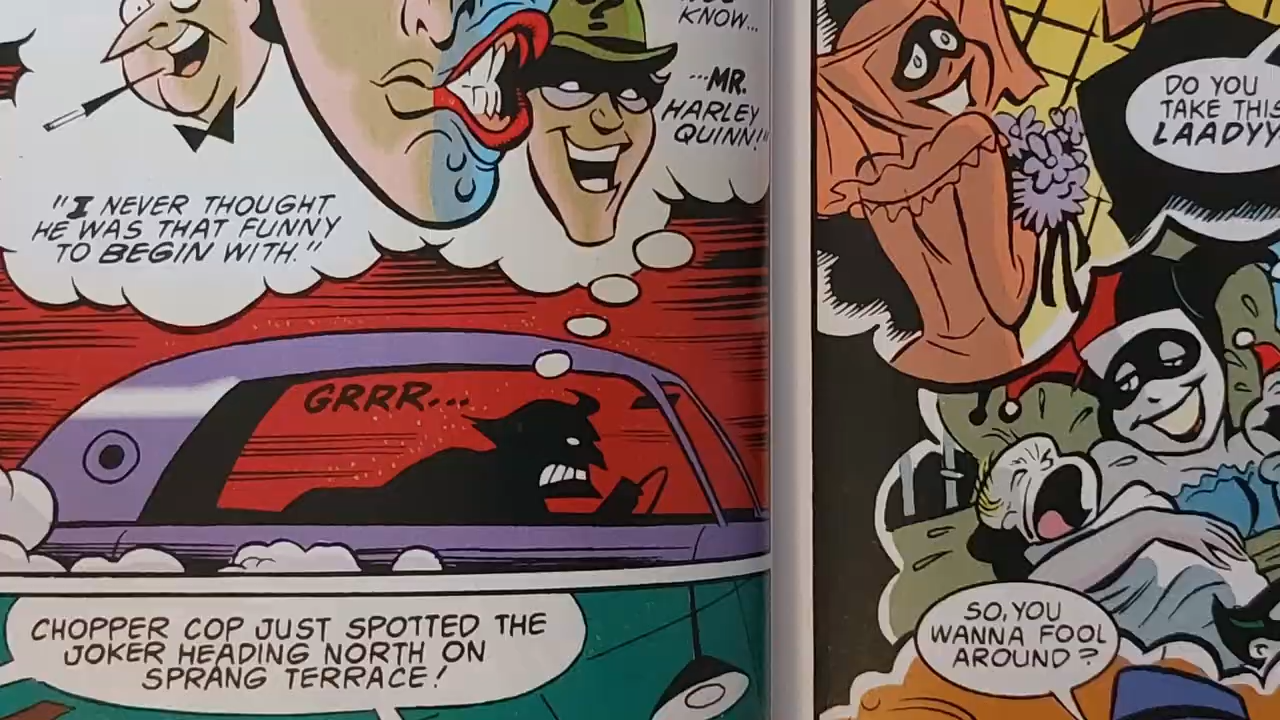 KNOW...
...MR.
HARLEY
QUINN!"
"I NEVER THOUGHT
HE WAS THAT FUNNY
TO BEGIN WITH."
GRRR...
CHOPPER COP JUST SPOTTED THE
JOKER HEADING NORTH ON
SPRANG TERRACE!
DO YOU
TAKE THIS
LAADYY
SO, YOU
WANNA FOOL
AROUND?